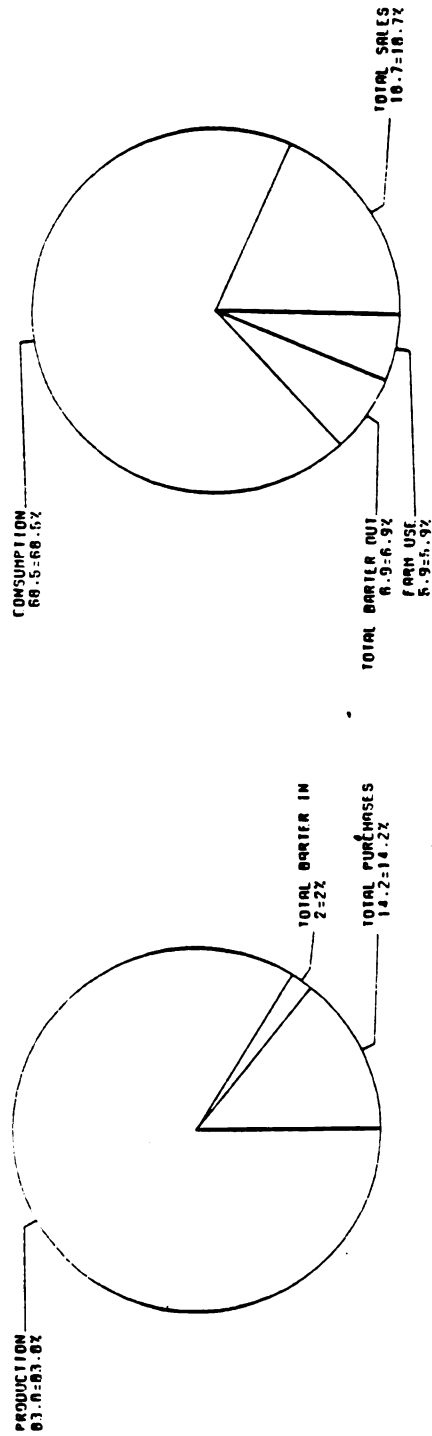 PRODUCTION
83.8=83.8%
TOTAL BARTER IN
2=2%
TOTAL PURCHASES
14.2=14.2%
CONSUMPTION
68.5=68.5%
TOTAL BARTER OUT
6.9=6.9%
FARM USE
5.9=5.9%
TOTAL SALES
18.7=18.7%